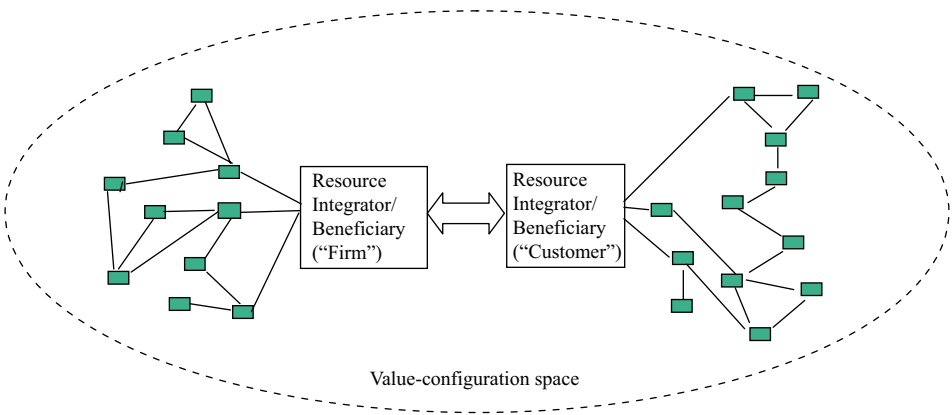 Resource
Integrator/
Beneficiary
(“Firm”)
Resource
Integrator/
Beneficiary
(“Customer”)
Value-configuration space